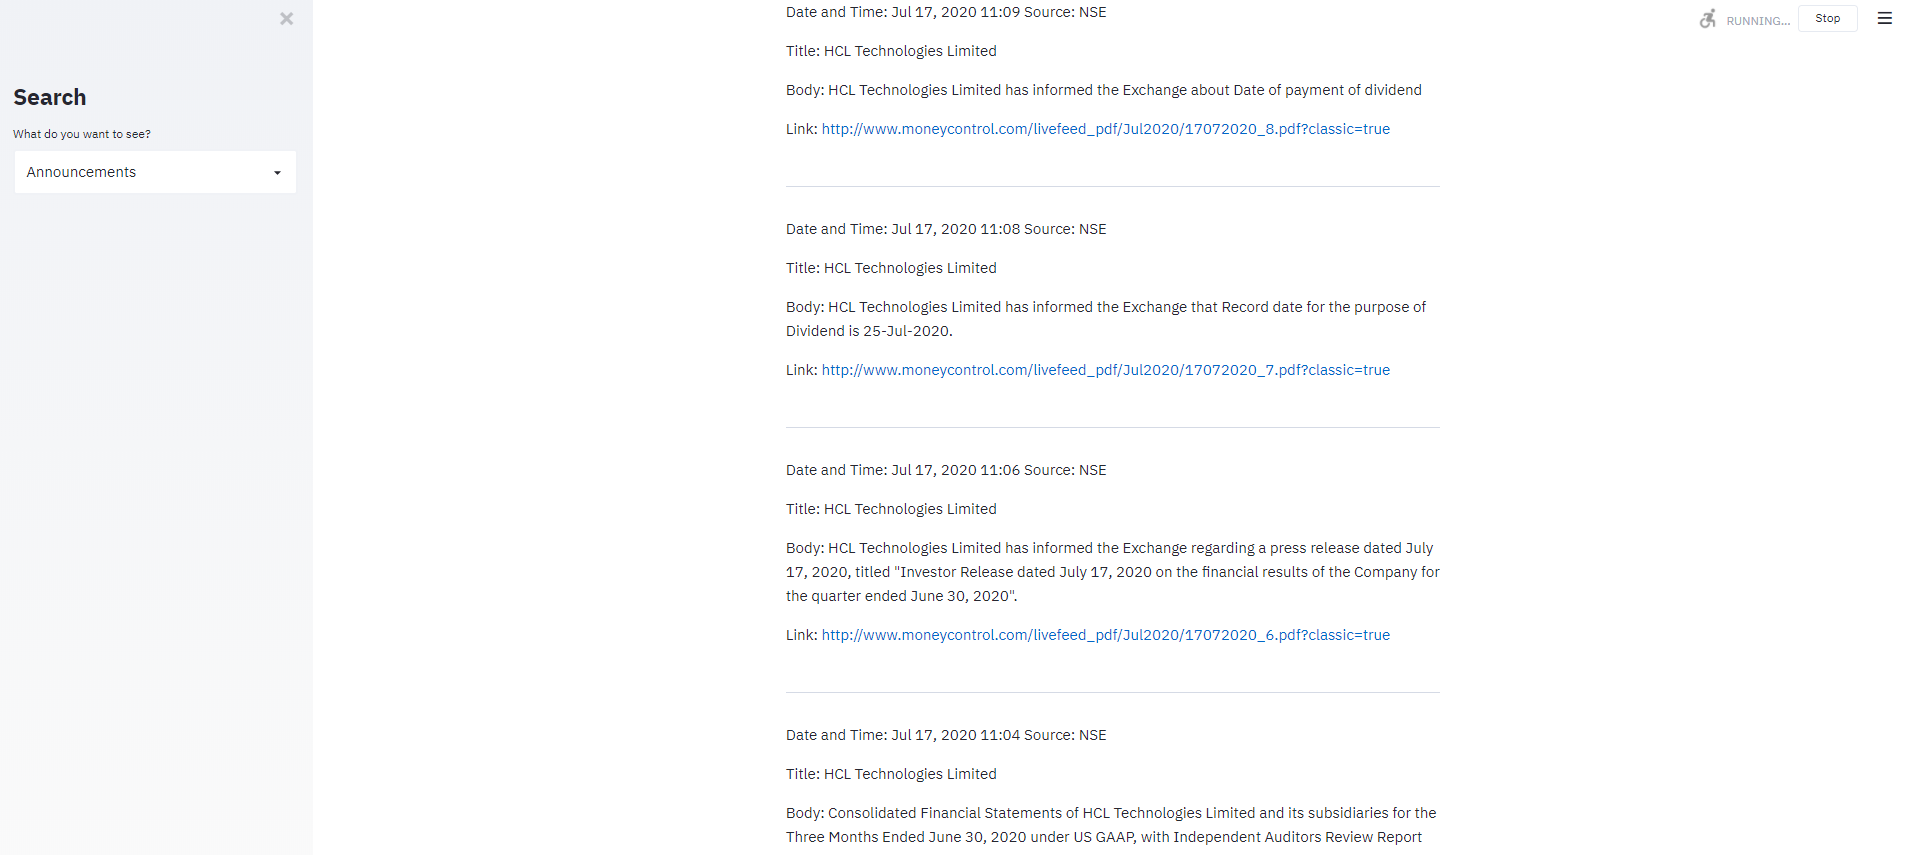 ×
Search
What do you want to see?
Announcements
RUNNING...
Stop
Date and Time: Jul 17, 2020 11:09 Source: NSE
Title: HCL Technologies Limited
Body: HCL Technologies Limited has informed the Exchange about Date of payment of dividend
Link: http://www.moneycontrol.com/livefeed_pdf/Jul2020/17072020_8.pdf?classic=true
Date and Time: Jul 17, 2020 11:08 Source: NSE
Title: HCL Technologies Limited
Body: HCL Technologies Limited has informed the Exchange that Record date for the purpose of
Dividend is 25-Jul-2020.
Link: http://www.moneycontrol.com/livefeed_pdf/Jul2020/17072020_7.pdf?classic=true
Date and Time: Jul 17, 2020 11:06 Source: NSE
Title: HCL Technologies Limited
Body: HCL Technologies Limited has informed the Exchange regarding a press release dated July
17, 2020, titled "Investor Release dated July 17, 2020 on the financial results of the Company for
the quarter ended June 30, 2020".
Link: http://www.moneycontrol.com/livefeed_pdf/Jul2020/17072020_6.pdf?classic=true
Date and Time: Jul 17, 2020 11:04 Source: NSE
Title: HCL Technologies Limited
Body: Consolidated Financial Statements of HCL Technologies Limited and its subsidiaries for the
Three Months Ended June 30, 2020 under US GAAP, with Independent Auditors Review Report